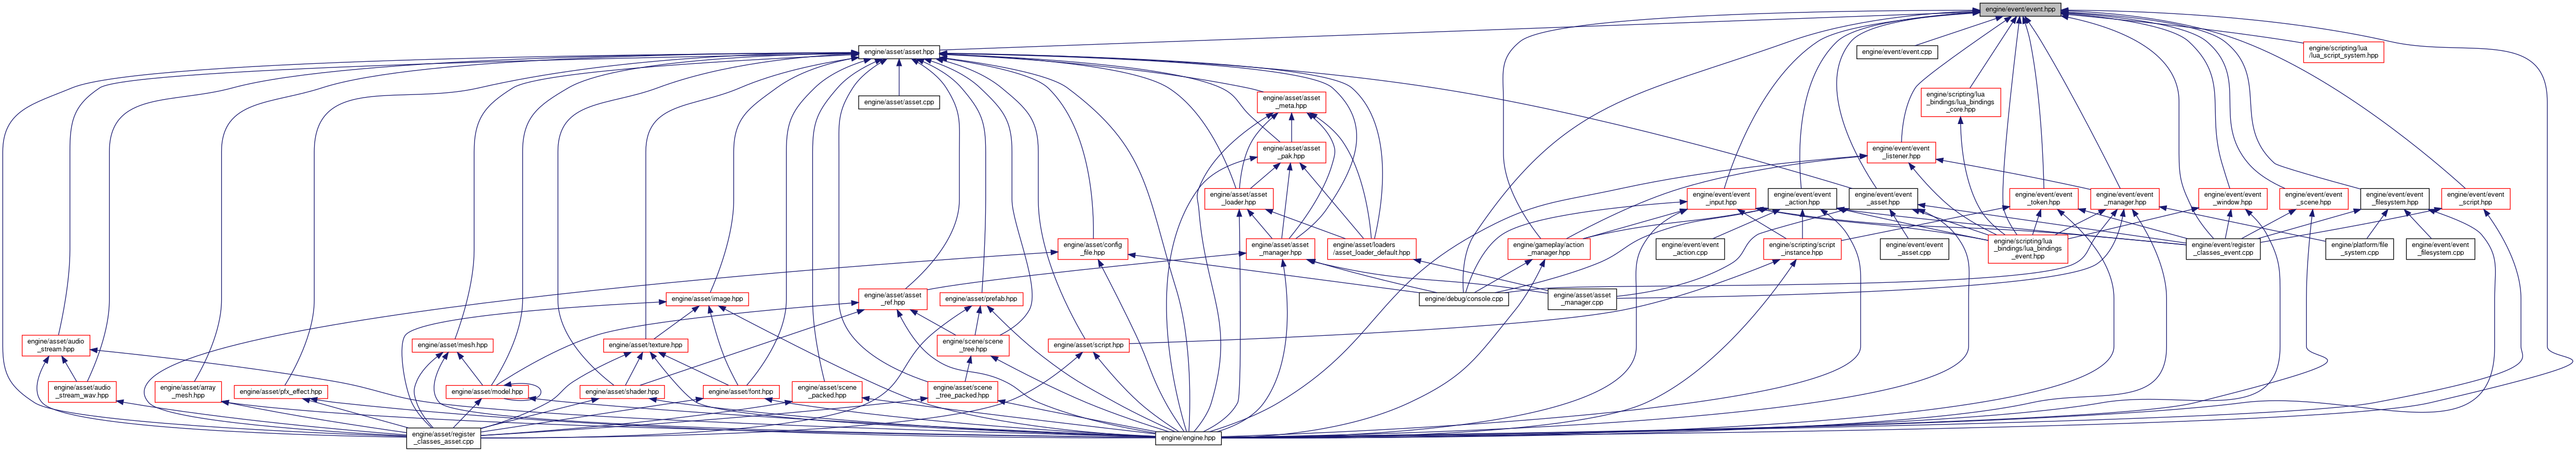 engine/event/event.hpp
engine/asset/asset.hpp
engine/event/event.cpp
engine/scripting/lua
/lua_script_system.hpp
engine/asset/asset.cpp
engine/asset/asset
_meta.hpp
engine/scripting/lua
_bindings/lua_bindings
_core.hpp
engine/asset/asset
_pak.hpp
engine/event/event
_listener.hpp
engine/asset/asset
_loader.hpp
engine/event/event
_input.hpp
engine/event/event
_action.hpp
engine/event/event
_asset.hpp
engine/event/event
_token.hpp
engine/event/event
_manager.hpp
engine/event/event
_window.hpp
engine/event/event
_scene.hpp
engine/event/event
_filesystem.hpp
engine/event/event
_script.hpp
engine/asset/config
_file.hpp
engine/asset/asset
_manager.hpp
engine/asset/loaders
/asset_loader_default.hpp
engine/gameplay/action
_manager.hpp
engine/event/event
_action.cpp
engine/scripting/script
_instance.hpp
engine/event/event
_asset.cpp
engine/scripting/lua
_bindings/lua_bindings
_event.hpp
engine/event/register
_classes_event.cpp
engine/platform/file
_system.cpp
engine/event/event
_filesystem.cpp
engine/asset/image.hpp
engine/asset/asset
_ref.hpp
engine/asset/prefab.hpp
engine/debug/console.cpp
engine/asset/asset
_manager.cpp
engine/asset/audio
_stream.hpp
engine/asset/mesh.hpp
engine/asset/texture.hpp
engine/scene/scene
_tree.hpp
engine/asset/script.hpp
engine/asset/audio
_stream_wav.hpp
engine/asset/array
_mesh.hpp
engine/asset/pfx_effect.hpp
engine/asset/model.hpp
engine/asset/shader.hpp
engine/asset/font.hpp
engine/asset/scene
_packed.hpp
engine/asset/scene
_tree_packed.hpp
engine/asset/register
_classes_asset.cpp
engine/engine.hpp